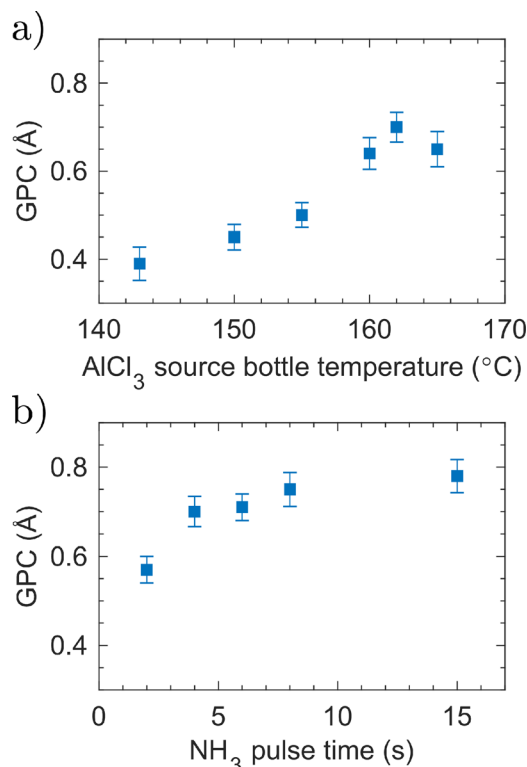 a)
0.8
0.6
0.4
GPC (Å)
140 150 160 170
AlCl3 source bottle temperature (°C)
b)
0.8
0.6
0.4
GPC (Å)
0 5 10 15
NH3 pulse time (s)